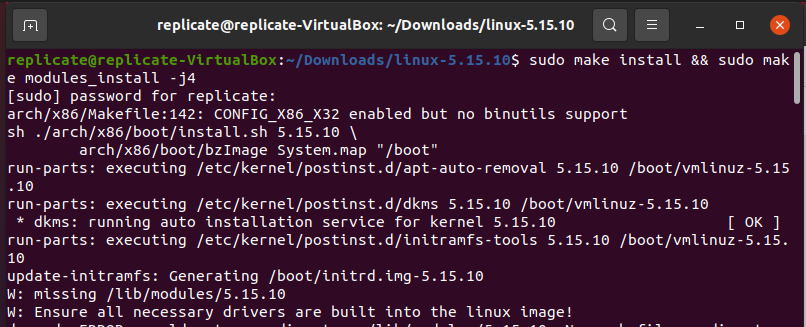 replicate@replicate-VirtualBox: ~/Downloads/linux-5.15.10
replicate@replicate-VirtualBox:~/Downloads/linux-5.15.10$ sudo make install && sudo mak
e modules_install -j4
[sudo] password for replicate:
arch/x86/Makefile:142: CONFIG_X86_X32 enabled but no binutils support
sh ./arch/x86/boot/install.sh 5.15.10 \
        arch/x86/boot/bzImage System.map "/boot"
run-parts: executing /etc/kernel/postinst.d/apt-auto-removal 5.15.10 /boot/vmlinuz-5.15
.10
run-parts: executing /etc/kernel/postinst.d/dkms 5.15.10 /boot/vmlinuz-5.15.10
 * dkms: running auto installation service for kernel 5.15.10                    [ OK ]
run-parts: executing /etc/kernel/postinst.d/initramfs-tools 5.15.10 /boot/vmlinuz-5.15.
10
update-initramfs: Generating /boot/initrd.img-5.15.10
W: missing /lib/modules/5.15.10
W: Ensure all necessary drivers are built into the linux image!